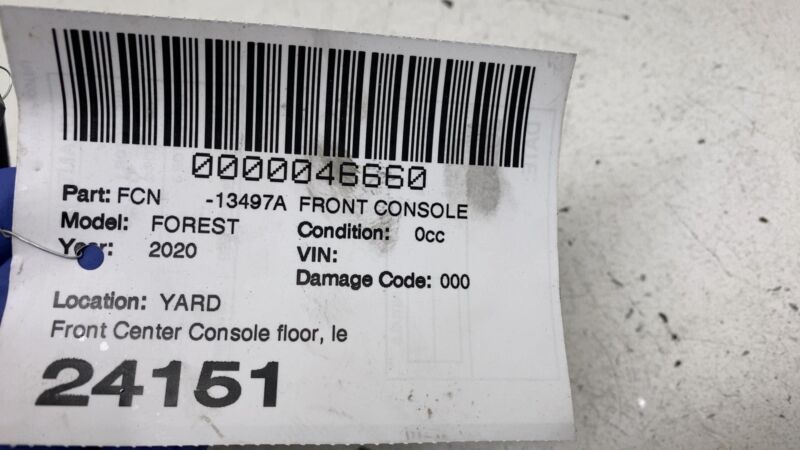 0000046660
Part: FCN -13497A FRONT CONSOLE
Model: FOREST Condition: 0cc
Year: 2020 VIN:
Damage Code: 000
Location: YARD
Front Center Console floor, le
24151